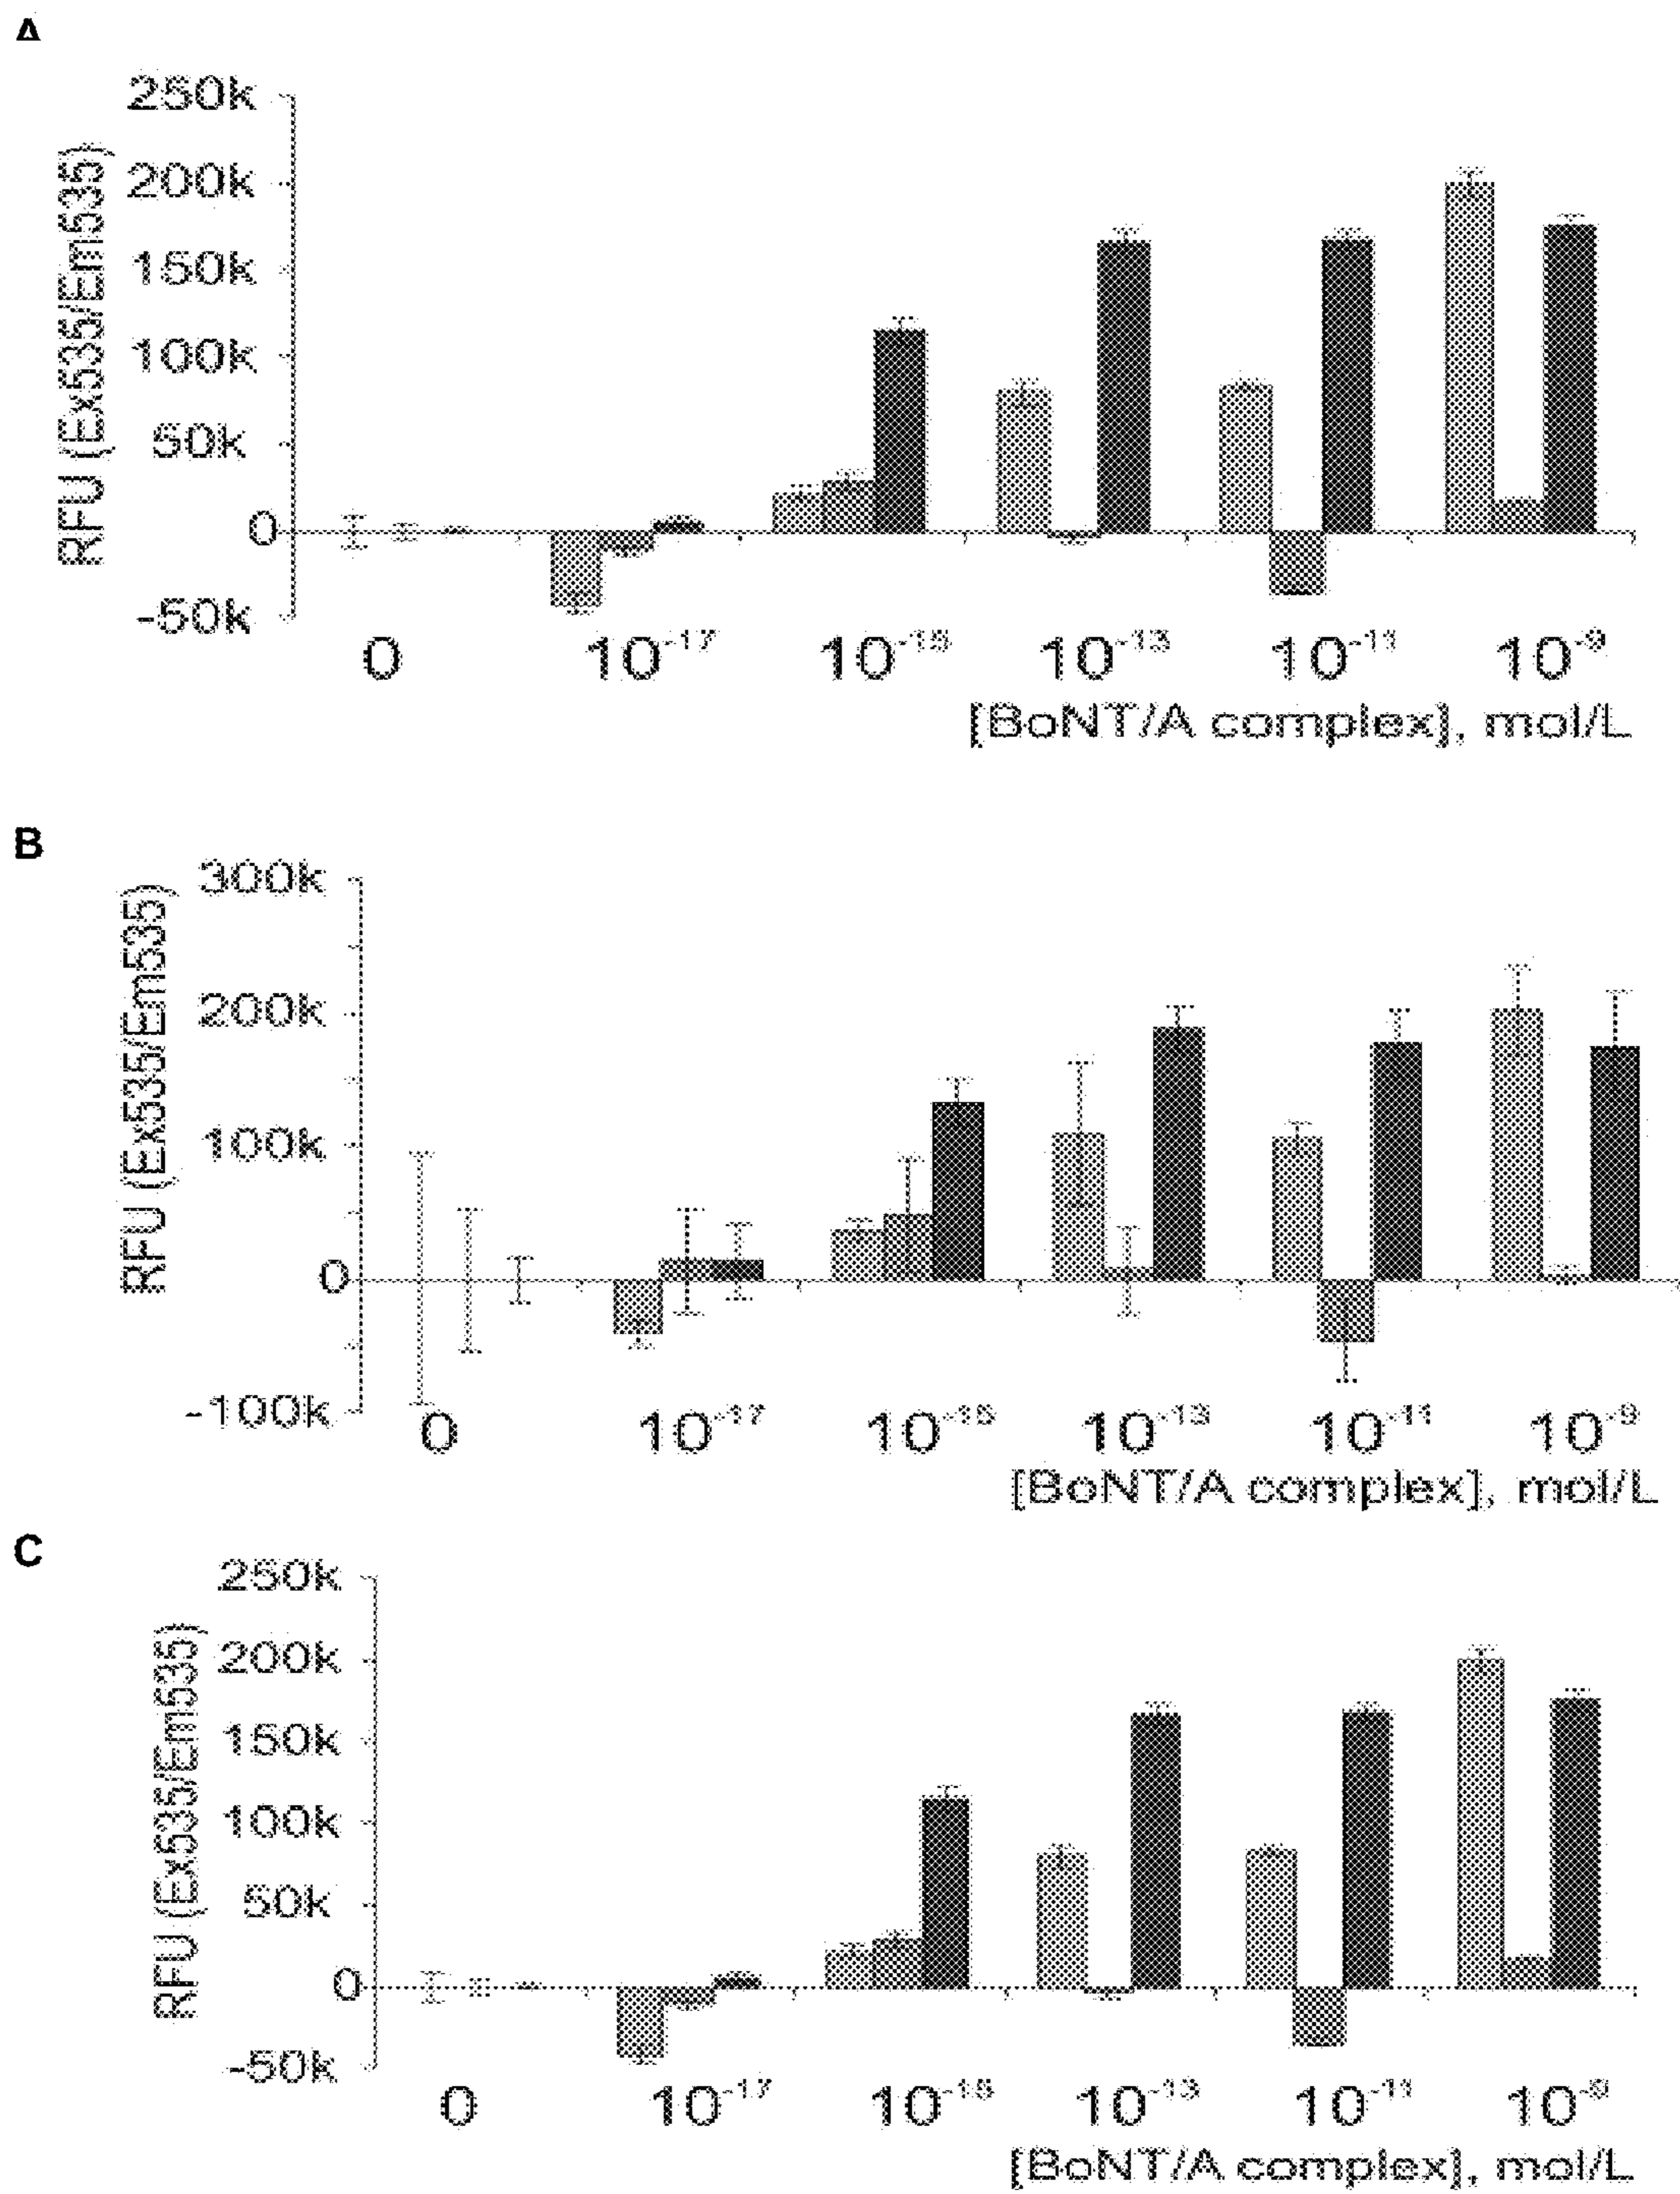 A
250k
200k
150k
100k
50k
0
-50k
RFU (Ex535/Em535)
0 10-17 10-15 10-13 10-11 10-9
[BoNT/A complex], mol/L
B
300k
200k
100k
0
-100k
RFU (Ex535/Em535)
0 10-17 10-15 10-13 10-11 10-9
[BoNT/A complex], mol/L
C
250k
200k
150k
100k
50k
0
-50k
RFU (Ex535/Em535)
0 10-17 10-15 10-13 10-11 10-9
[BoNT/A complex], mol/L